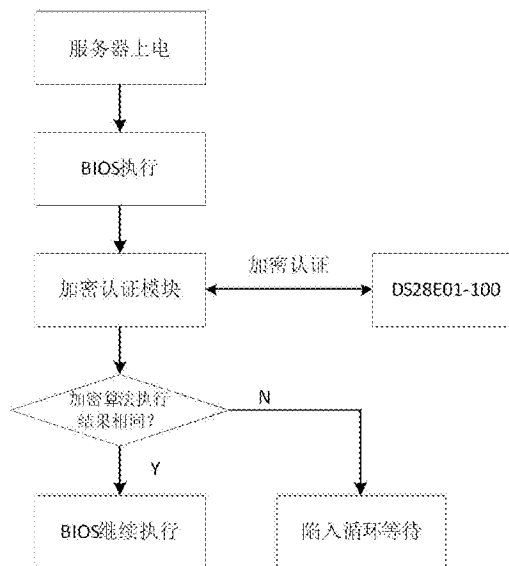 服务器上电
BIOS执行
加密认证
加密认证模块
DS28E01-100
加密算法执行
结果相同?
N
Y
BIOS继续执行
陷入循环等待